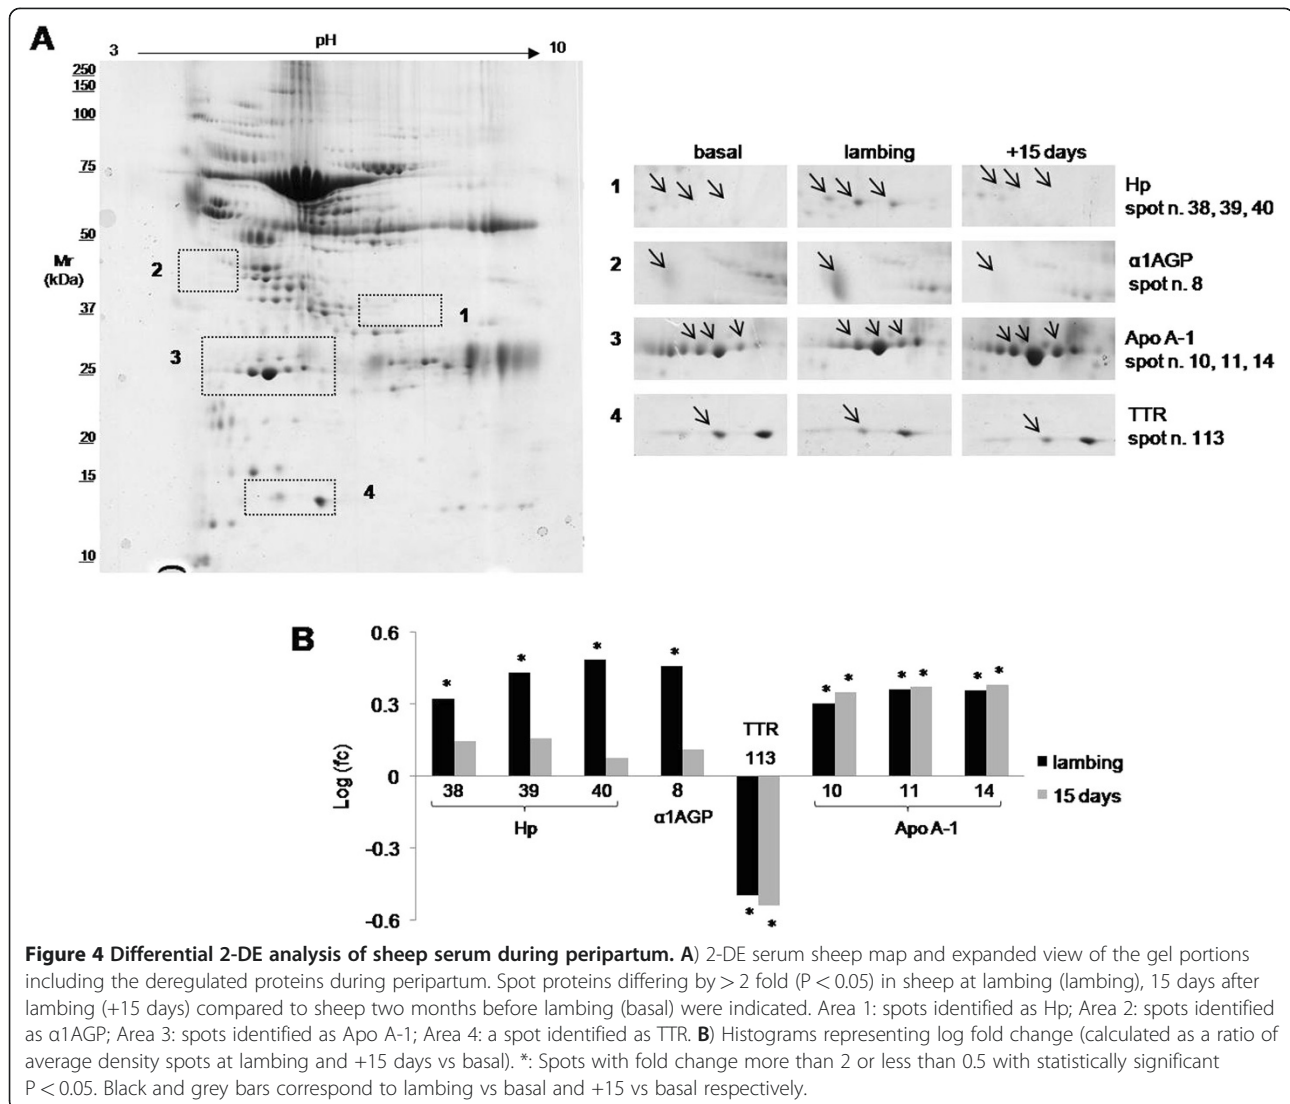 A
3 pH 10
250
150
100
75
50
Mr
(kDa)
37
25
20
15
10
2
1
3
4
basal lambing +15 days
1 Hp
spot n. 38, 39, 40
2 α1AGP
spot n. 8
3 Apo A-1
spot n. 10, 11, 14
4 TTR
spot n. 113
B
Log (fc)
0.6
0.3
0
-0.3
-0.6
* * * * * * * * * *
TTR
113
* *
38 39 40 8 10 11 14
Hp α1AGP Apo A-1
lambing
15 days
Figure 4 Differential 2-DE analysis of sheep serum during peripartum. A) 2-DE serum sheep map and expanded view of the gel portions
including the deregulated proteins during peripartum. Spot proteins differing by > 2 fold (P < 0.05) in sheep at lambing (lambing), 15 days after
lambing (+15 days) compared to sheep two months before lambing (basal) were indicated. Area 1: spots identified as Hp; Area 2: spots identified
as α1AGP; Area 3: spots identified as Apo A-1; Area 4: a spot identified as TTR. B) Histograms representing log fold change (calculated as a ratio of
average density spots at lambing and +15 days vs basal). *: Spots with fold change more than 2 or less than 0.5 with statistically significant
P < 0.05. Black and grey bars correspond to lambing vs basal and +15 vs basal respectively.